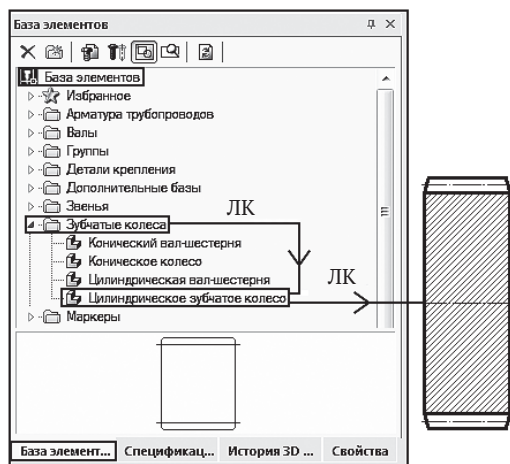 База элементов
База элементов
Избранное
Арматура трубопроводов
Валы
Группы
Детали крепления
Дополнительные базы
Звенья
ЛК
Зубчатые колеса
Конический вал-шестерня
Коническое колесо
Цилиндрическая вал-шестерня
ЛК
Цилиндрическое зубчатое колесо
Маркеры
База элемент... Спецификац... История 3D ... Свойства